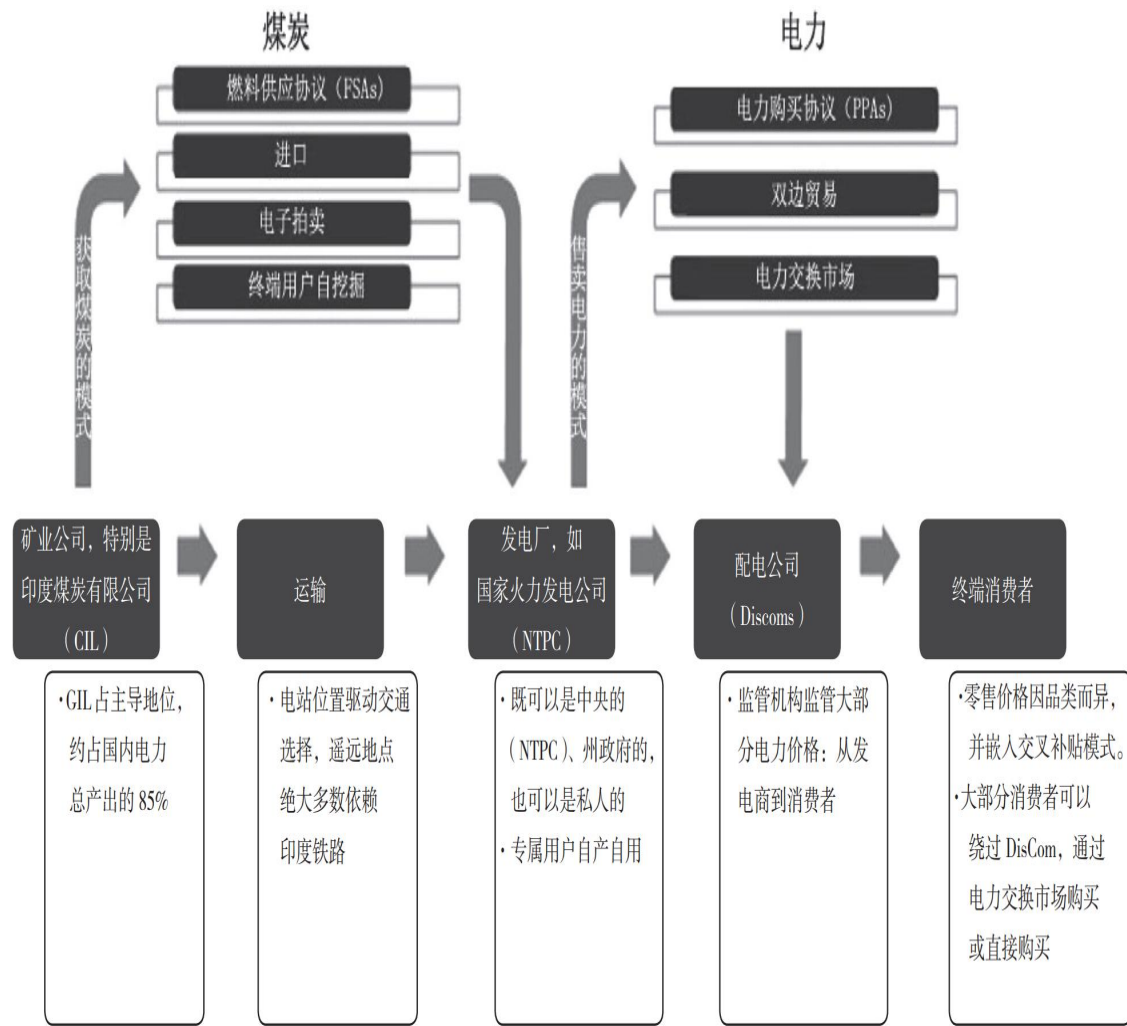 煤炭
燃料供应协议（FSAs）
进口
电子拍卖
终端用户自挖掘
获取煤炭的模式
电力
电力购买协议（PPAs）
双边贸易
电力交换市场
售卖电力的模式
矿业公司，特别是
印度煤炭有限公司
（CIL）
运输
发电厂，如
国家火力发电公司
（NTPC）
配电公司
（Discoms）
终端消费者
·GIL占主导地位，
约占国内电力
总产出的85%
·电站位置驱动交通
选择，遥远地点
绝大多数依赖
印度铁路
·既可以是中央的
（NTPC）、州政府的，
也可以是私人的
·专属用户自产自用
·监管机构监管大部
分电力价格：从发
电商到消费者
·零售价格因品类而异，
并嵌入交叉补贴模式。
·大部分消费者可以
绕过DisCom，通过
电力交换市场购买
或直接购买